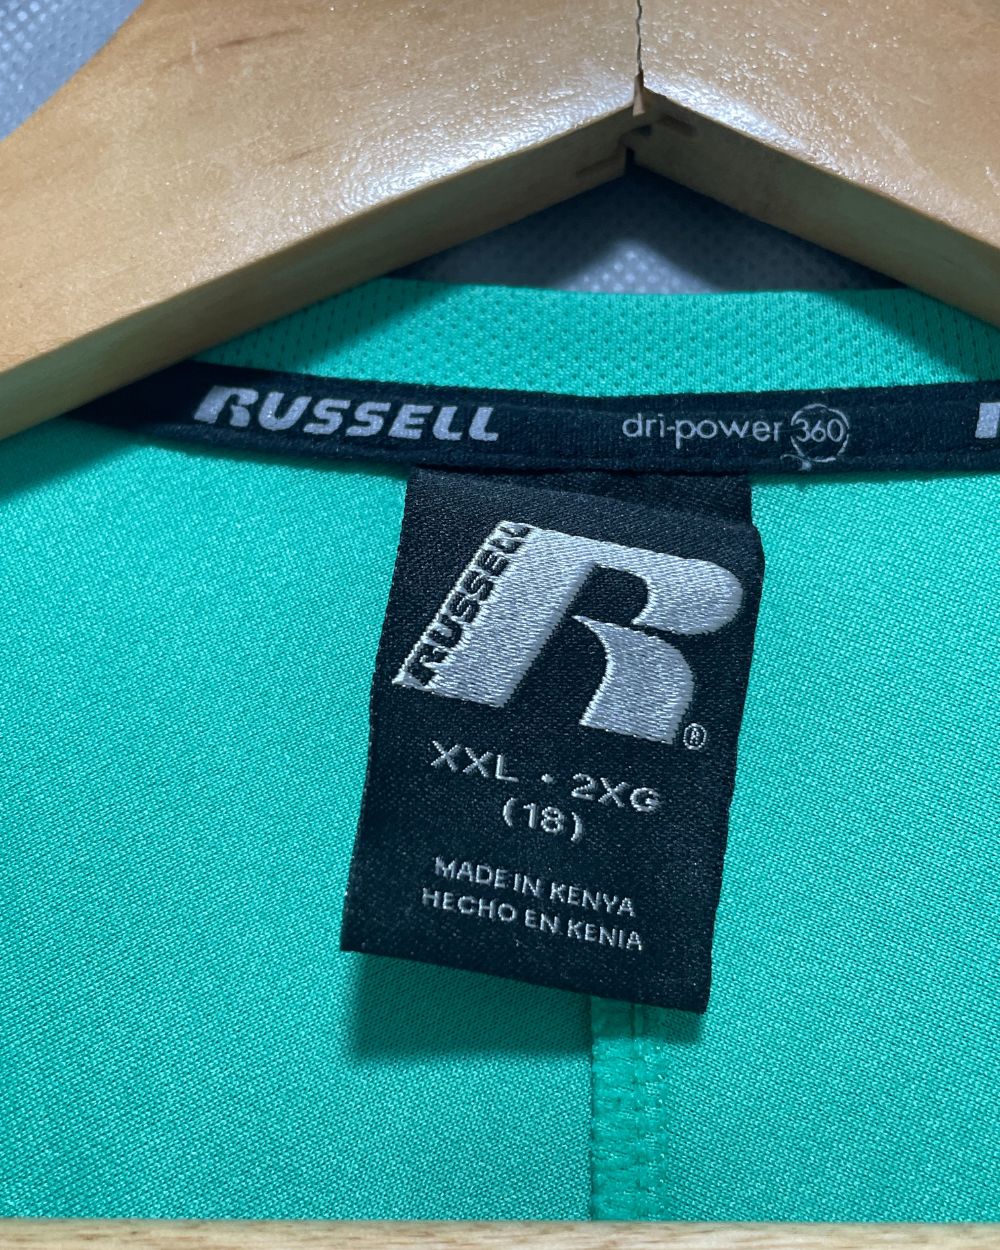 RUSSELL dri-power 360
RUSSELL
R
®
XXL • 2XG
(18)
MADE IN KENYA
HECHO EN KENIA